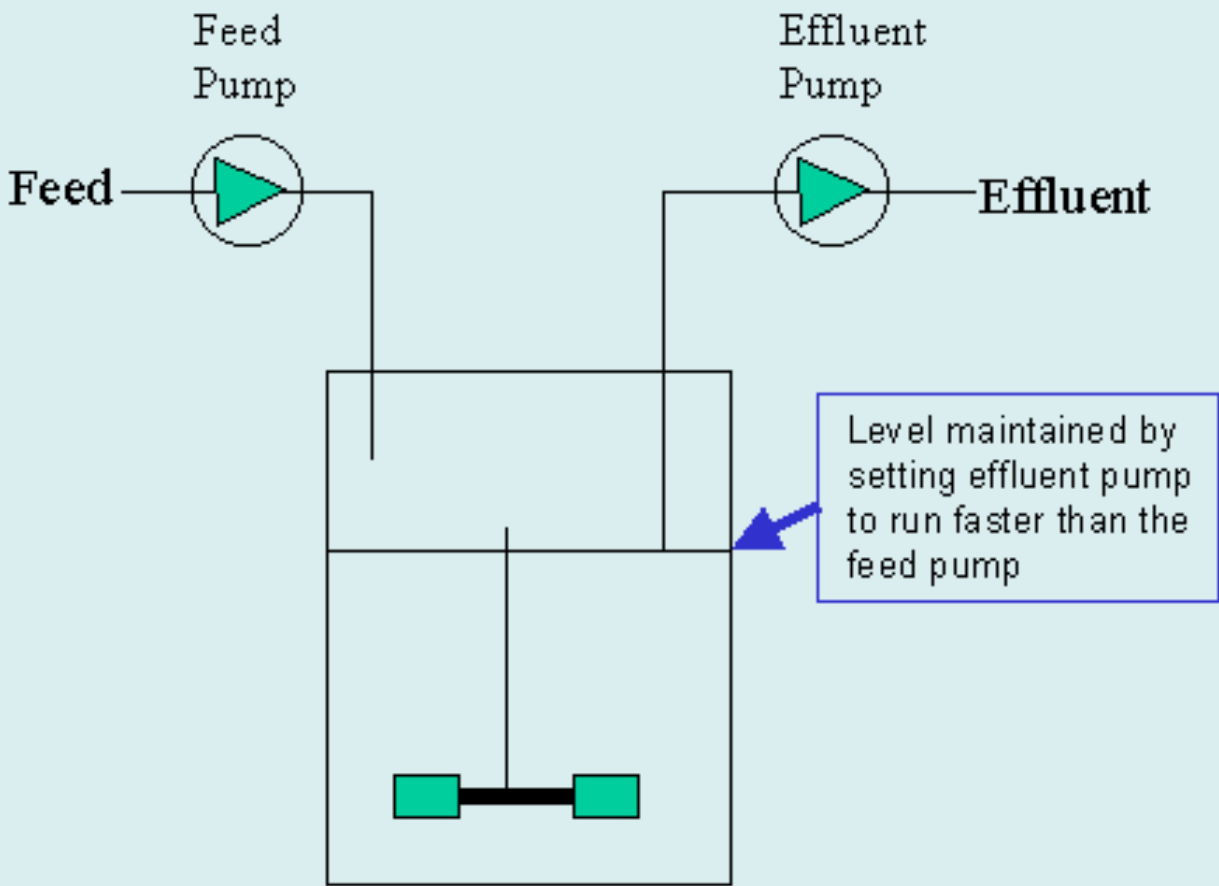 Feed
Pump
Effluent
Pump
Feed
Effluent
Level maintained by
setting effluent pump
to run faster than the
feed pump